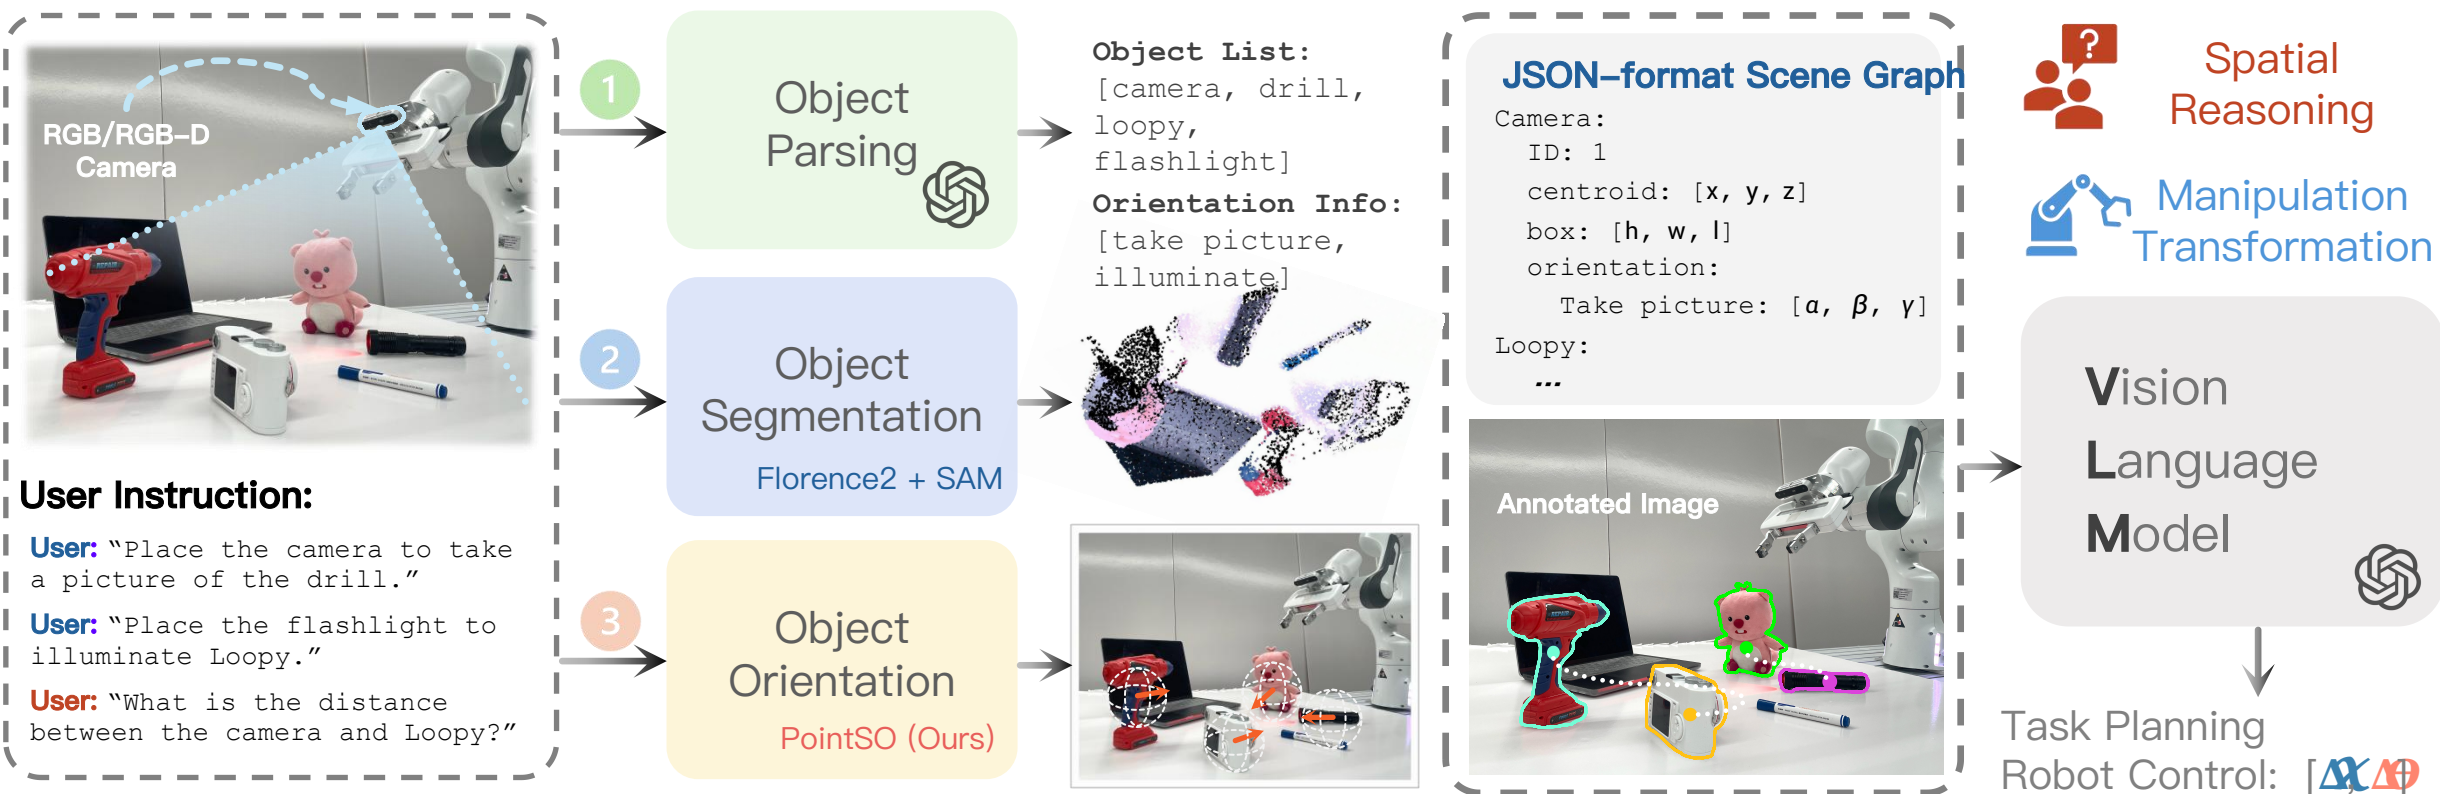 RGB/RGB-D
Camera
User Instruction:
User: “Place the camera to take
a picture of the drill.”
User: “Place the flashlight to
illuminate Loopy.”
User: “What is the distance
between the camera and Loopy?”
1
Object
Parsing
2
Object
Segmentation
Florence2 + SAM
3
Object
Orientation
PointSO (Ours)
Object List:
[camera, drill,
loopy,
flashlight]
Orientation Info:
[take picture,
illuminate]
JSON-format Scene Graph
Camera:
ID: 1
centroid: [x, y, z]
box: [h, w, l]
orientation:
Take picture: [α, β, γ]
Loopy:
...
Annotated Image
?
Spatial
Reasoning
Manipulation
Transformation
Vision
Language
Model
Task Planning
Robot Control: [Δx, Δθ]